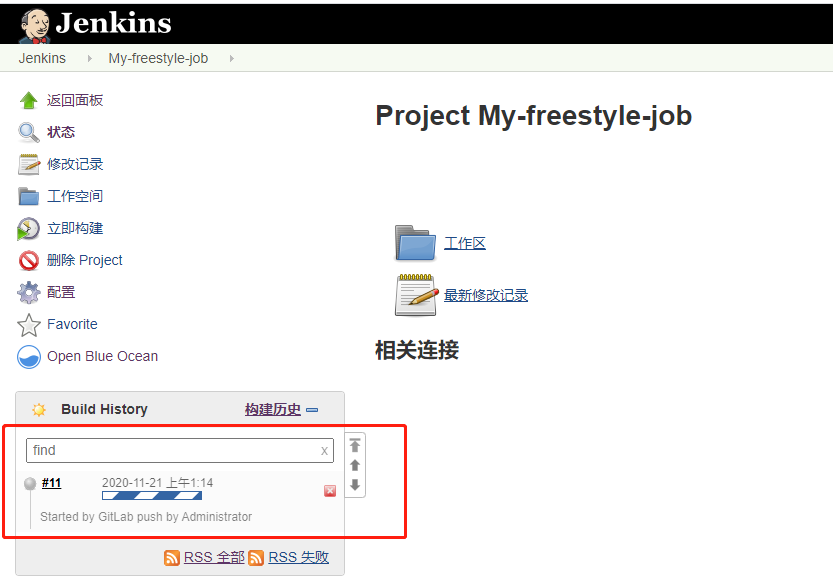 Jenkins
Jenkins My-freestyle-job
返回面板
状态
修改记录
工作空间
立即构建
删除 Project
配置
Favorite
Open Blue Ocean
Build History 构建历史
find x
#11 2020-11-21 上午1:14
Started by GitLab push by Administrator
RSS 全部 RSS 失败
Project My-freestyle-job
工作区
最新修改记录
相关连接